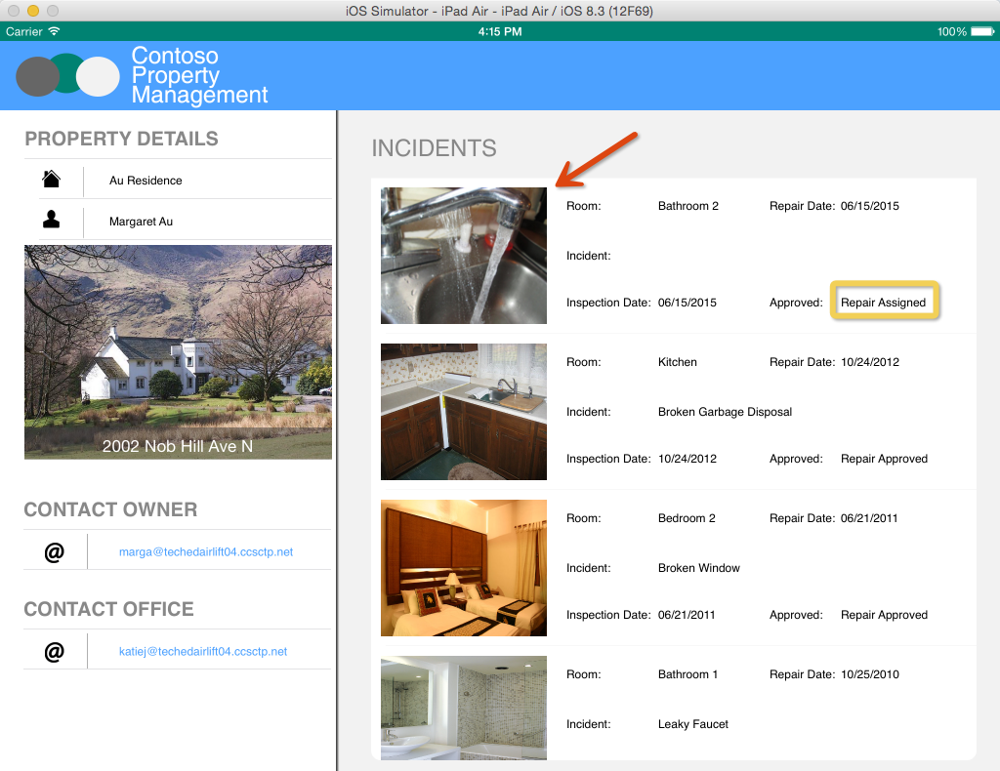 iOS Simulator - iPad Air - iPad Air / iOS 8.3 (12F69)
Carrier 4:15 PM 100%
Contoso
Property
Management
PROPERTY DETAILS
Au Residence
Margaret Au
2002 Nob Hill Ave N
CONTACT OWNER
@ marga@techedairlift04.ccsctp.net
CONTACT OFFICE
@ katiej@techedairlift04.ccsctp.net
INCIDENTS
Room: Bathroom 2 Repair Date: 06/15/2015
Incident:
Inspection Date: 06/15/2015 Approved: Repair Assigned
Room: Kitchen Repair Date: 10/24/2012
Incident: Broken Garbage Disposal
Inspection Date: 10/24/2012 Approved: Repair Approved
Room: Bedroom 2 Repair Date: 06/21/2011
Incident: Broken Window
Inspection Date: 06/21/2011 Approved: Repair Approved
Room: Bathroom 1 Repair Date: 10/25/2010
Incident: Leaky Faucet